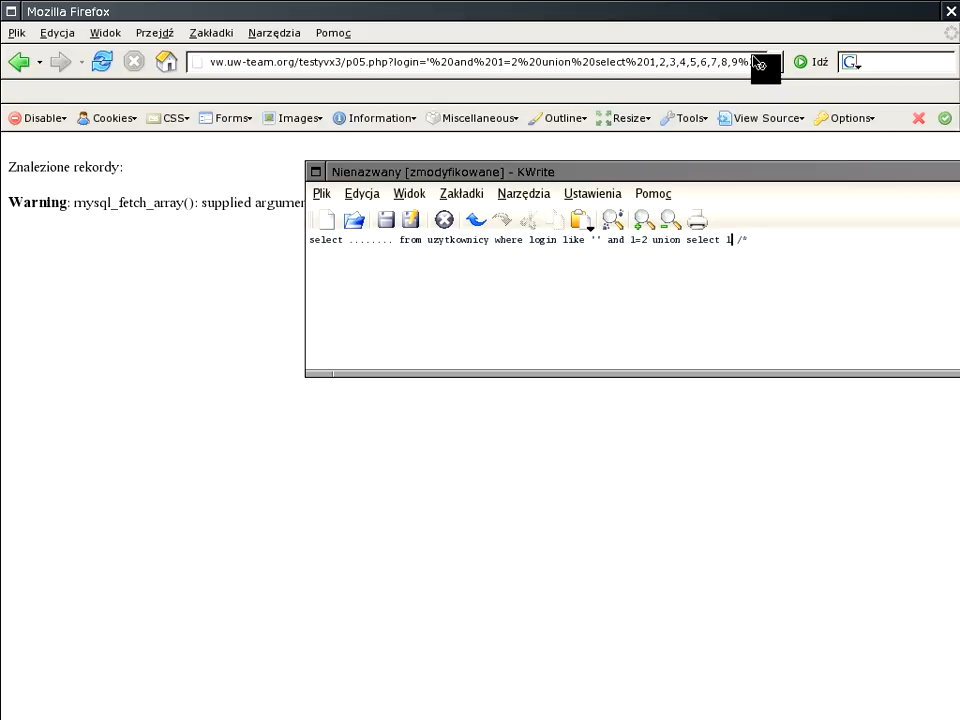 Mozilla Firefox
Plik Edycja Widok Przejdź Zakładki Narzędzia Pomoc
vw.uw-team.org/testyvx3/p05.php?login='%20and%201=2%20union%20select%201,2,3,4,5,6,7,8,9% Idź
Disable Cookies CSS Forms Images Information Miscellaneous Outline Resize Tools View Source Options
Znalezione rekordy:
Warning: mysql_fetch_array(): supplied argumen
Nienazwany [zmodyfikowane] - KWrite
Plik Edycja Widok Zakładki Narzędzia Ustawienia Pomoc
select ........ from uzytkownicy where login like '' and 1=2 union select 1 /*